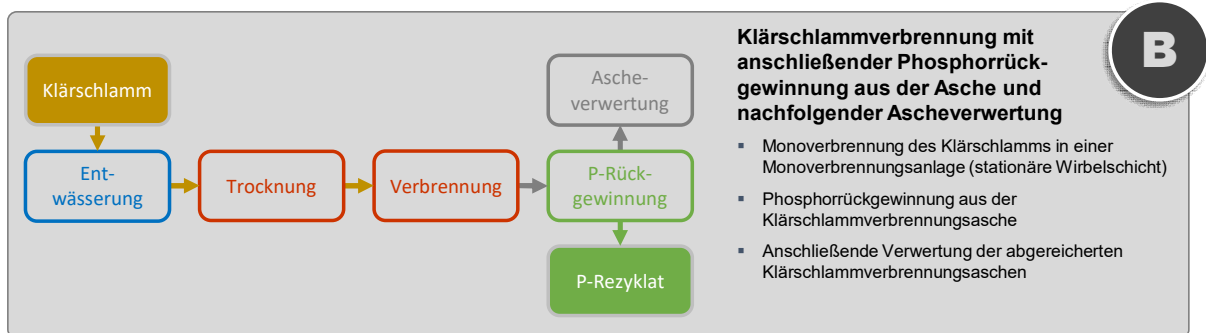 Klärschlamm
Ent-
wässerung
Trocknung
Verbrennung
P-Rück-
gewinnung
Asche-
verwertung
P-Rezyklat
Klärschlammverbrennung mit
anschließender Phosphorrück-
gewinnung aus der Asche und
nachfolgender Ascheverwertung
▪ Monoverbrennung des Klärschlamms in einer
Monoverbrennungsanlage (stationäre Wirbelschicht)
▪ Phosphorrückgewinnung aus der
Klärschlammverbrennungsasche
▪ Anschließende Verwertung der abgereicherten
Klärschlammverbrennungsaschen
B